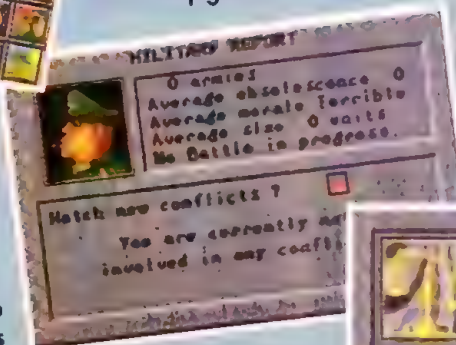 MILITARY REPORT
0 armies
Average obsolescence 0
Average morale Terrible
Average size 0 units
No Battle in progress.
Watch new conflicts ?
You are currently
involved in any